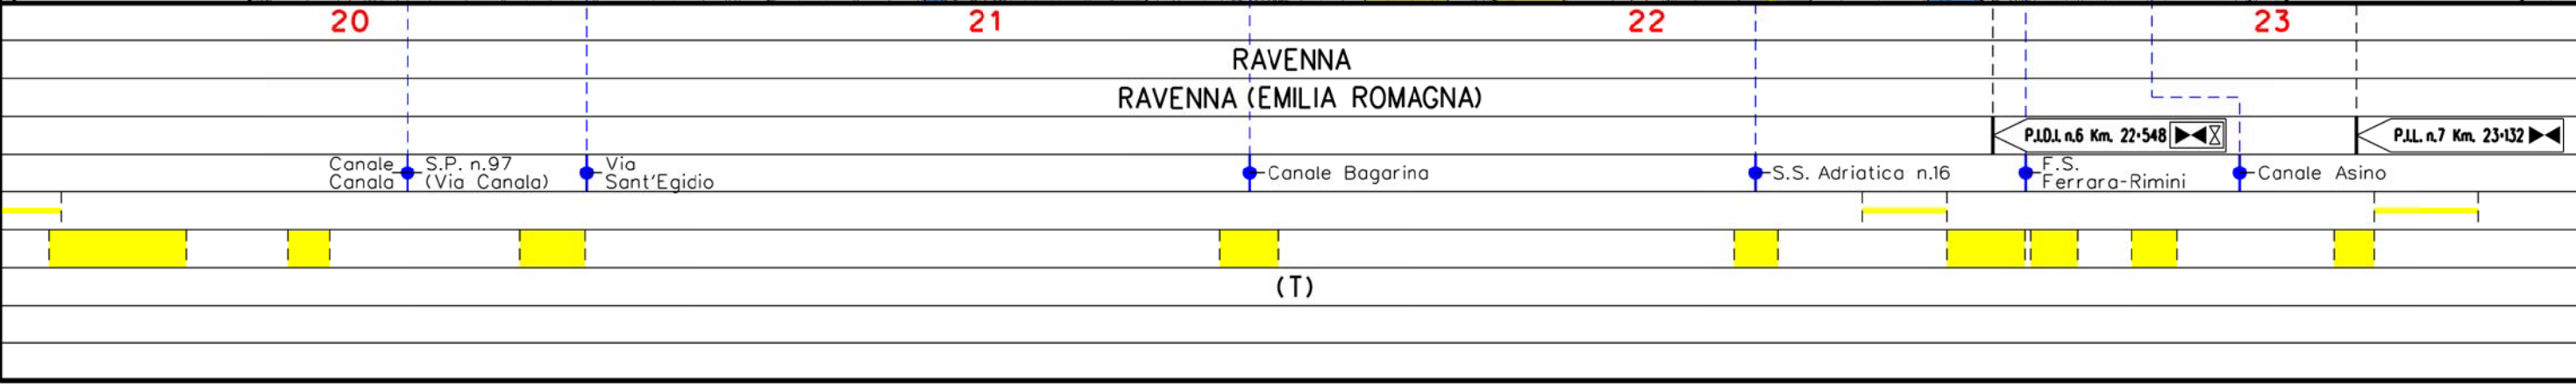 20 21 22 23
RAVENNA
RAVENNA (EMILIA ROMAGNA)
P.I.D.I. n.6 Km. 22+548
P.I.L. n.7 Km. 23+132
Canale
Canala
S.P. n.97
(Via Canala)
Via
Sant'Egidio
Canale Bagarina
S.S. Adriatica n.16
F.S.
Ferrara-Rimini
Canale Asino
(T)